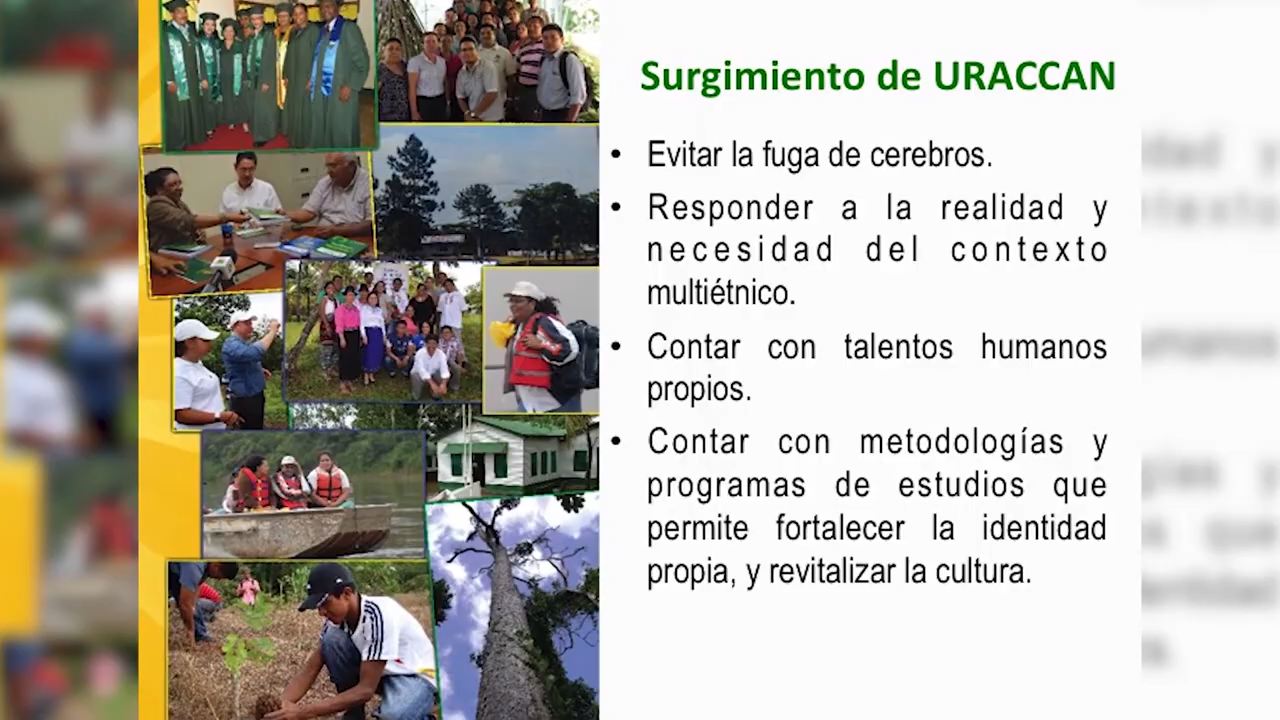 Surgimiento de URACCAN
• Evitar la fuga de cerebros.
• Responder a la realidad y
necesidad del contexto
multiétnico.
• Contar con talentos humanos
propios.
• Contar con metodologías y
programas de estudios que
permite fortalecer la identidad
propia, y revitalizar la cultura.